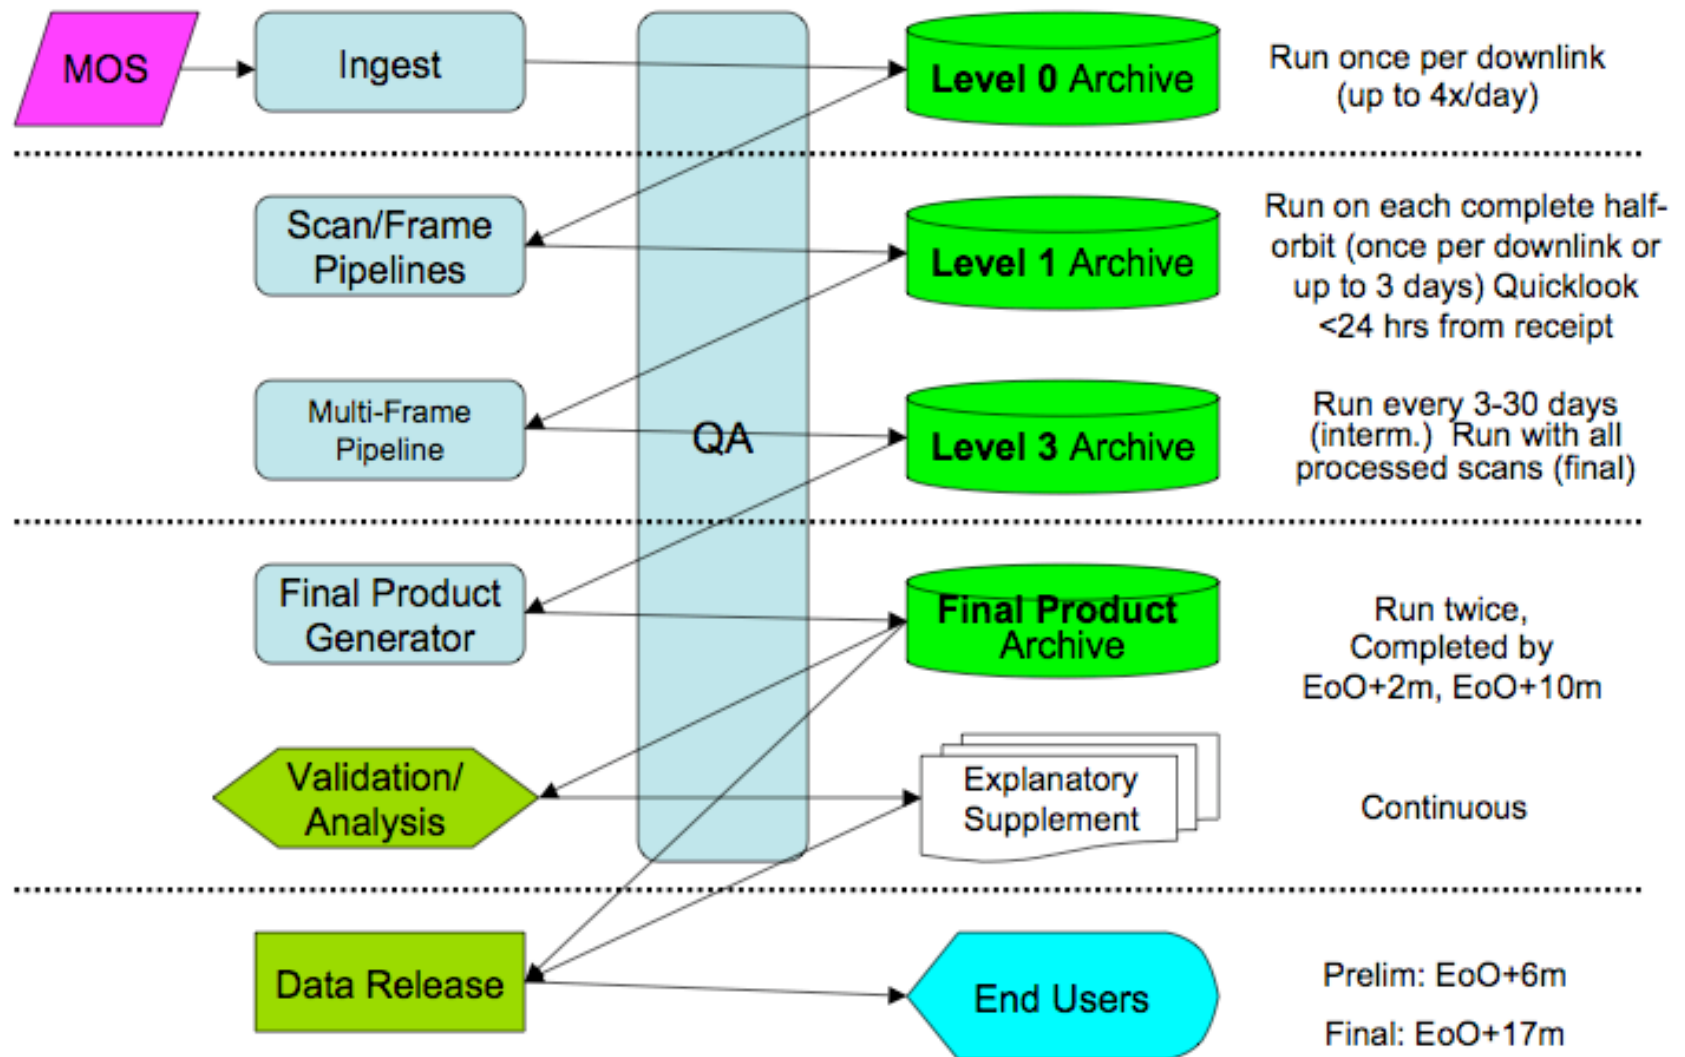 MOS
Ingest
Level 0 Archive
Run once per downlink
(up to 4x/day)
Scan/Frame
Pipelines
Level 1 Archive
Run on each complete half-
orbit (once per downlink or
up to 3 days) Quicklook
<24 hrs from receipt
Multi-Frame
Pipeline
QA
Level 3 Archive
Run every 3-30 days
(interm.) Run with all
processed scans (final)
Final Product
Generator
Final Product
Archive
Run twice,
Completed by
EoO+2m, EoO+10m
Validation/
Analysis
Explanatory
Supplement
Continuous
Data Release
End Users
Prelim: EoO+6m
Final: EoO+17m